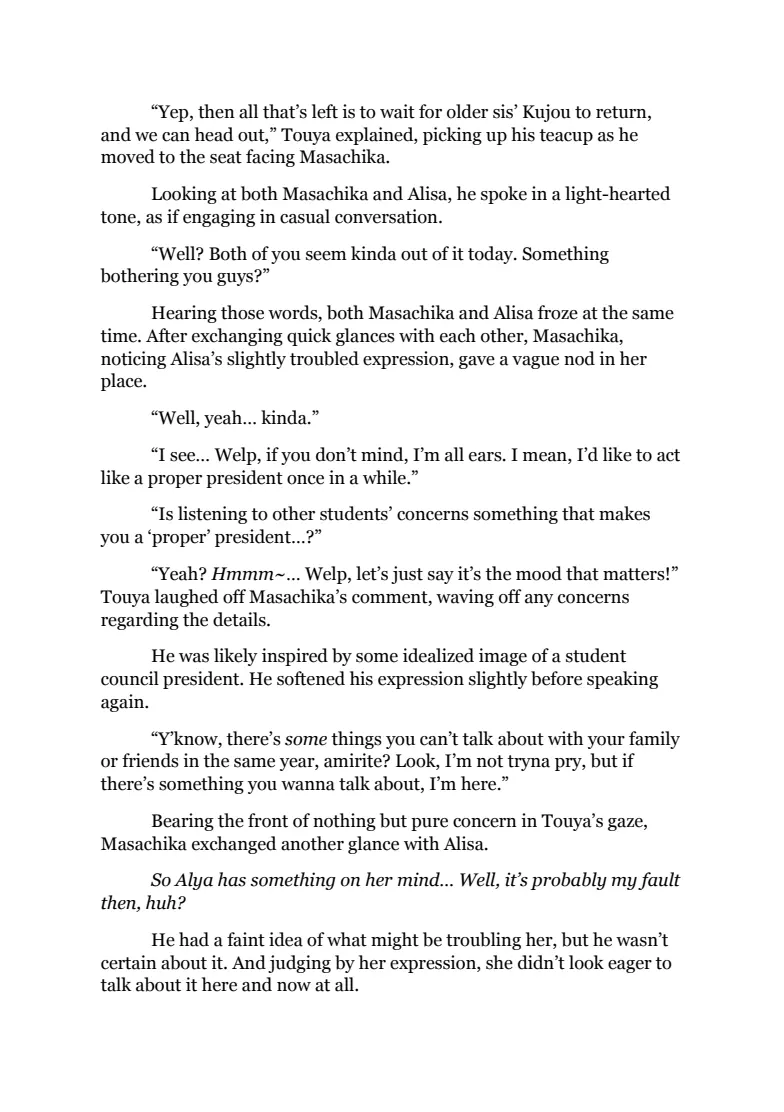 “Yep, then all that’s left is to wait for older sis’ Kujou to return,
and we can head out,” Touya explained, picking up his teacup as he
moved to the seat facing Masachika.
Looking at both Masachika and Alisa, he spoke in a light-hearted
tone, as if engaging in casual conversation.
“Well? Both of you seem kinda out of it today. Something
bothering you guys?”
Hearing those words, both Masachika and Alisa froze at the same
time. After exchanging quick glances with each other, Masachika,
noticing Alisa’s slightly troubled expression, gave a vague nod in her
place.
“Well, yeah… kinda.”
“I see… Welp, if you don’t mind, I’m all ears. I mean, I’d like to act
like a proper president once in a while.”
“Is listening to other students’ concerns something that makes
you a ‘proper’ president…?”
“Yeah? Hmmm~… Welp, let’s just say it’s the mood that matters!”
Touya laughed off Masachika’s comment, waving off any concerns
regarding the details.
He was likely inspired by some idealized image of a student
council president. He softened his expression slightly before speaking
again.
“Y’know, there’s some things you can’t talk about with your family
or friends in the same year, amirite? Look, I’m not tryna pry, but if
there’s something you wanna talk about, I’m here.”
Bearing the front of nothing but pure concern in Touya’s gaze,
Masachika exchanged another glance with Alisa.
So Alya has something on her mind… Well, it’s probably my fault
then, huh?
He had a faint idea of what might be troubling her, but he wasn’t
certain about it. And judging by her expression, she didn’t look eager to
talk about it here and now at all.